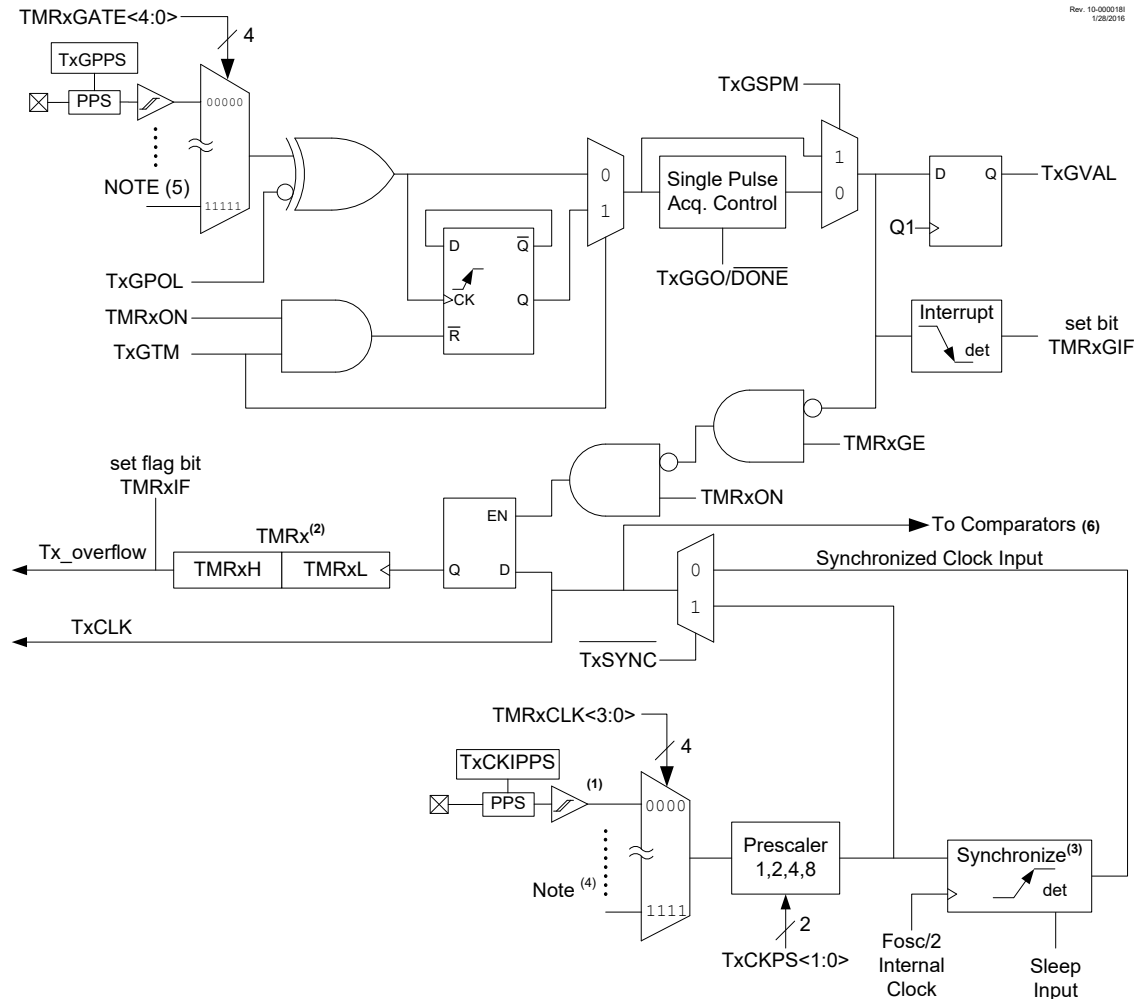 Rev. 10-000018I
1/28/2016
TMRxGATE<4:0>
4
TxGPPS
PPS
00000
NOTE (5)
11111
TxGPOL
TMRxON
TxGTM
D
Q
CK
Q
R
0
1
Single Pulse
Acq. Control
TxGGO/DONE
TxGSPM
1
0
D
Q
Q1
TxGVAL
Interrupt
det
set bit
TMRxGIF
TMRxGE
TMRxON
set flag bit
TMRxIF
Tx_overflow
TMRx(2)
TMRxH
TMRxL
EN
Q
D
To Comparators (6)
Synchronized Clock Input
0
1
TxCLK
TxSYNC
TMRxCLK<3:0>
4
TxCKIPPS
PPS
(1)
0000
Note (4)
1111
Prescaler
1,2,4,8
2
TxCKPS<1:0>
Synchronize(3)
det
Fosc/2
Internal
Clock
Sleep
Input